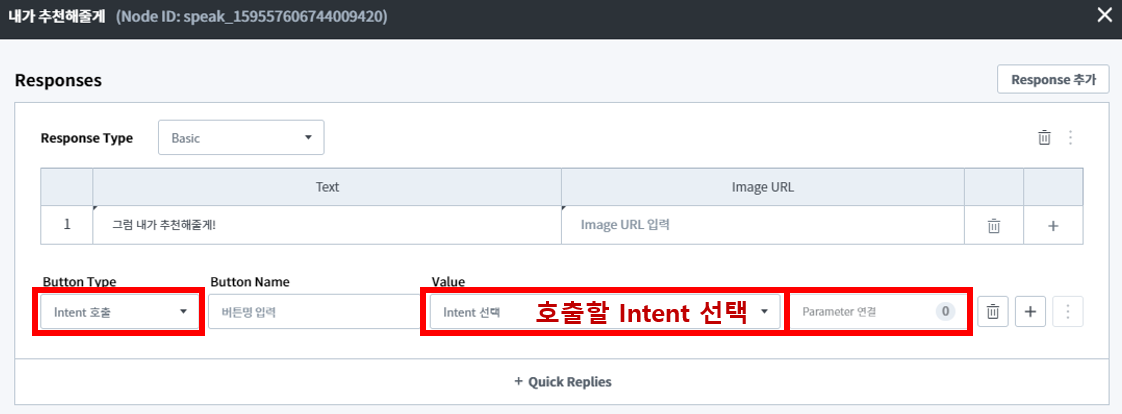 내가 추천해줄게 (Node ID: speak_159557606744009420)
Responses
Response 추가
Response Type Basic
Text Image URL
1 그럼 내가 추천해줄게! Image URL 입력
Button Type Button Name Value
Intent 호출 버튼명 입력 Intent 선택 호출할 Intent 선택 Parameter 연결 0
+ Quick Replies